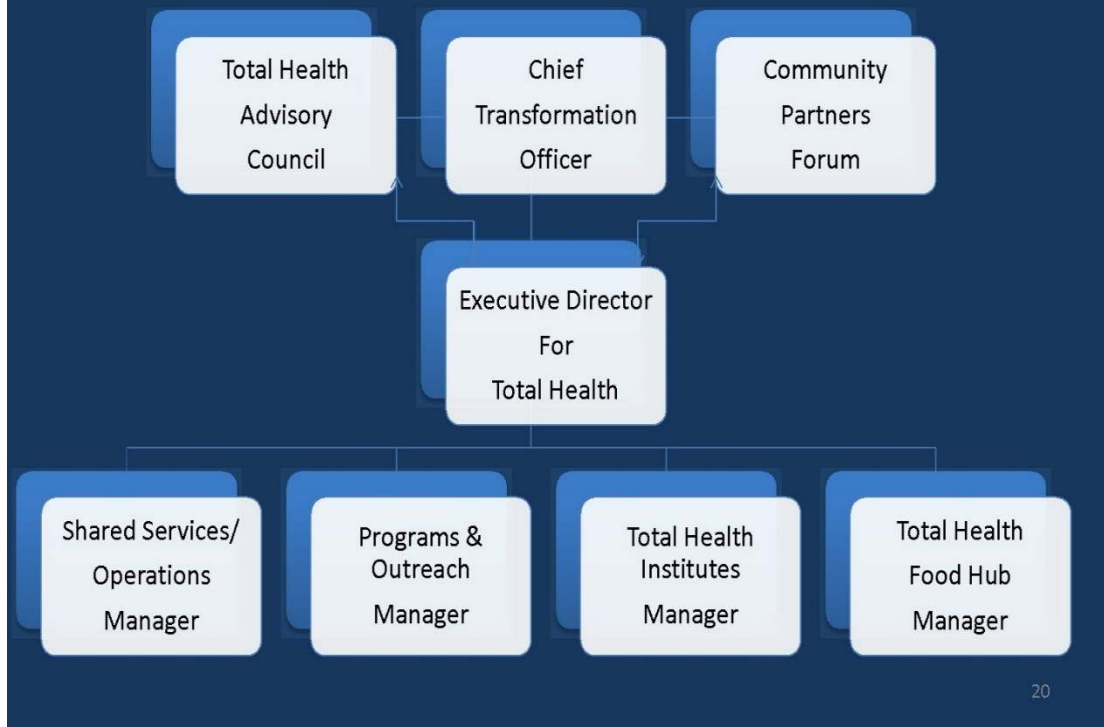 Total Health
Advisory
Council
Chief
Transformation
Officer
Community
Partners
Forum
Executive Director
For
Total Health
Shared Services/
Operations
Manager
Programs &
Outreach
Manager
Total Health
Institutes
Manager
Total Health
Food Hub
Manager
20